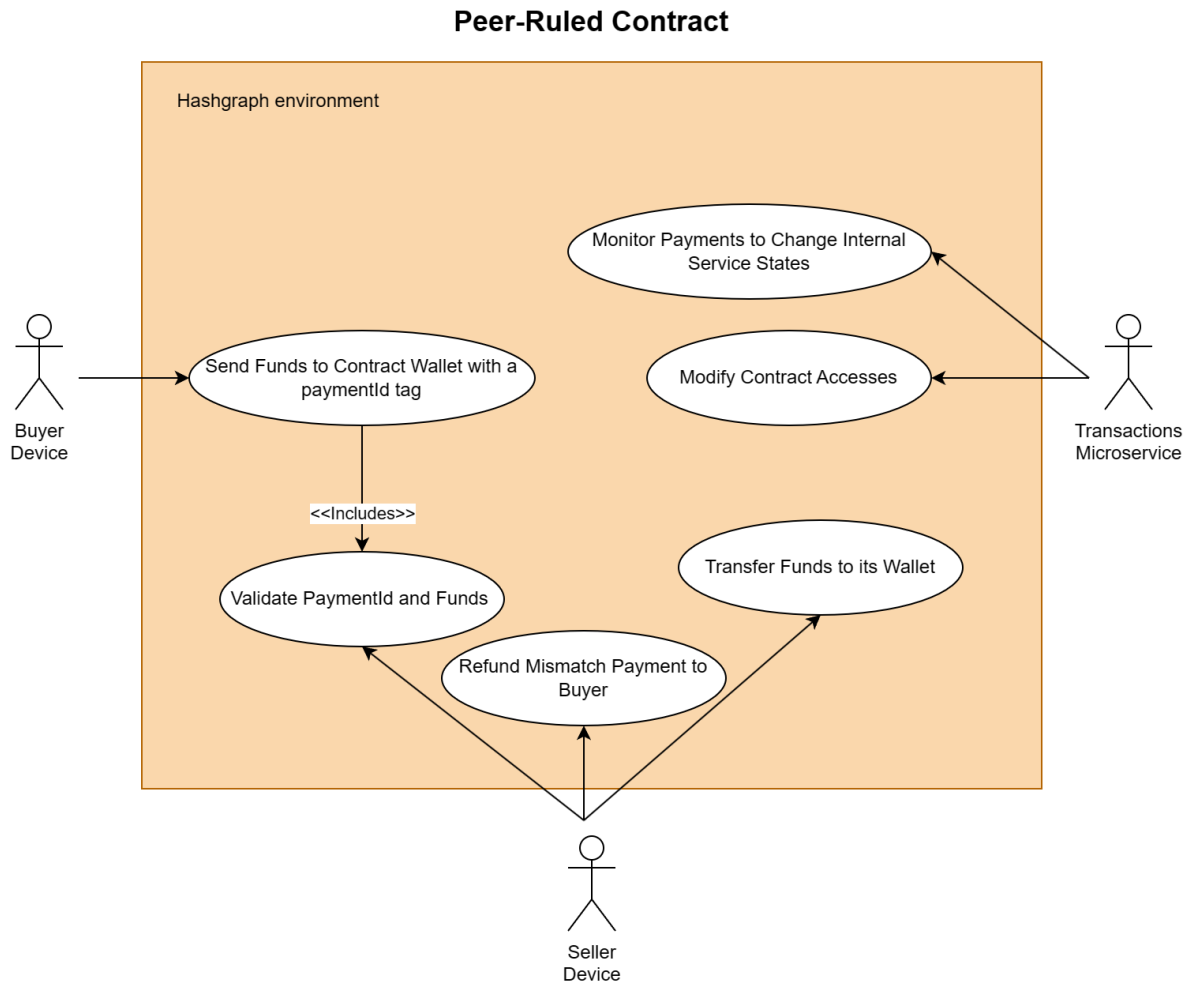 Peer-Ruled Contract
Hashgraph environment
Monitor Payments to Change Internal
Service States
Send Funds to Contract Wallet with a
paymentId tag
Modify Contract Accesses
Buyer
Device
Transactions
Microservice
<<Includes>>
Transfer Funds to its Wallet
Validate PaymentId and Funds
Refund Mismatch Payment to
Buyer
Seller
Device